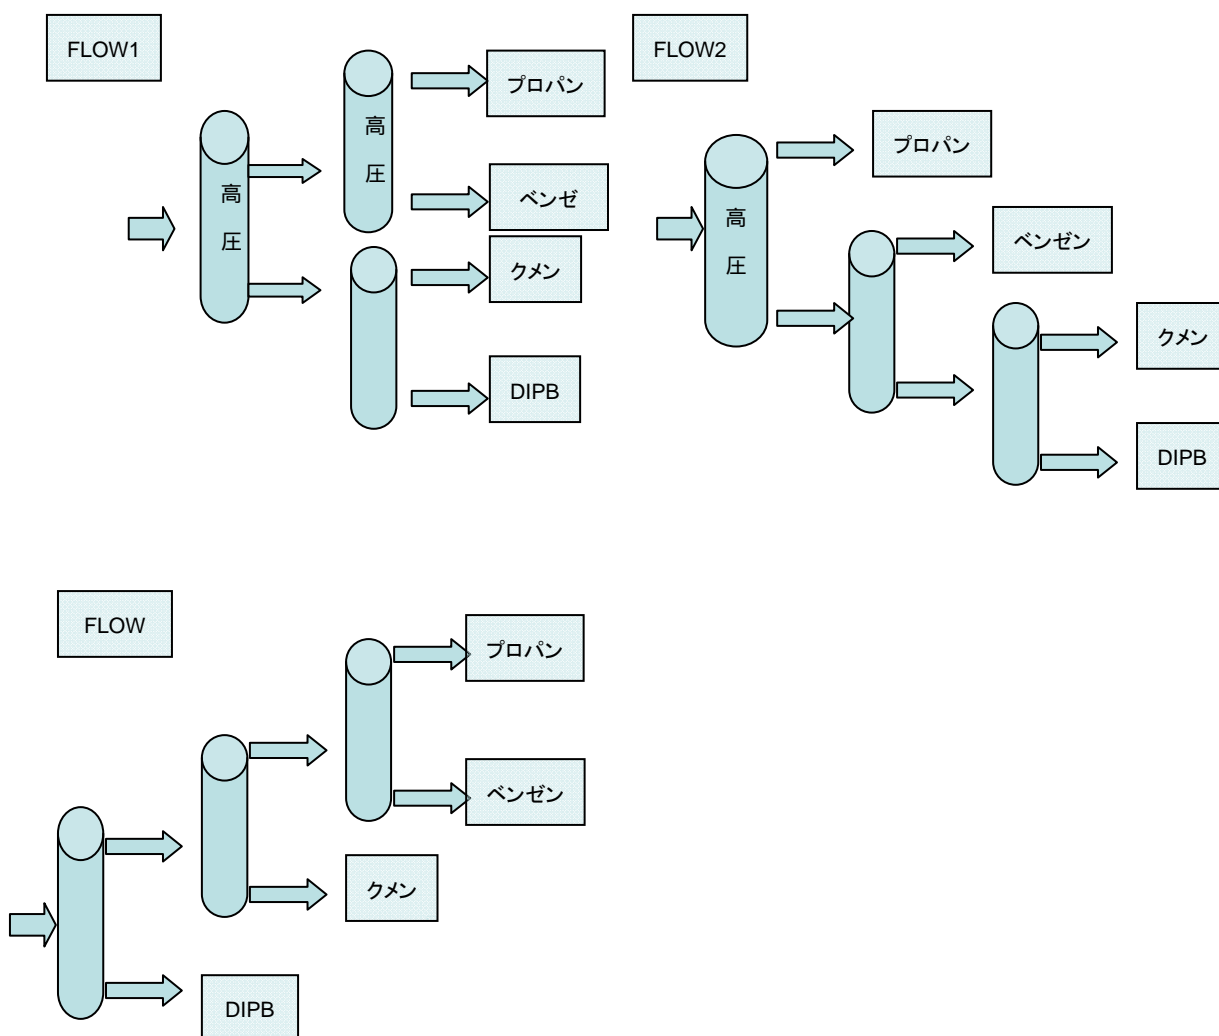 FLOW1
高
圧
高
圧
プロパン
ベンゼ
クメン
DIPB
FLOW2
高
圧
プロパン
ベンゼン
クメン
DIPB
FLOW
プロパン
ベンゼン
クメン
DIPB